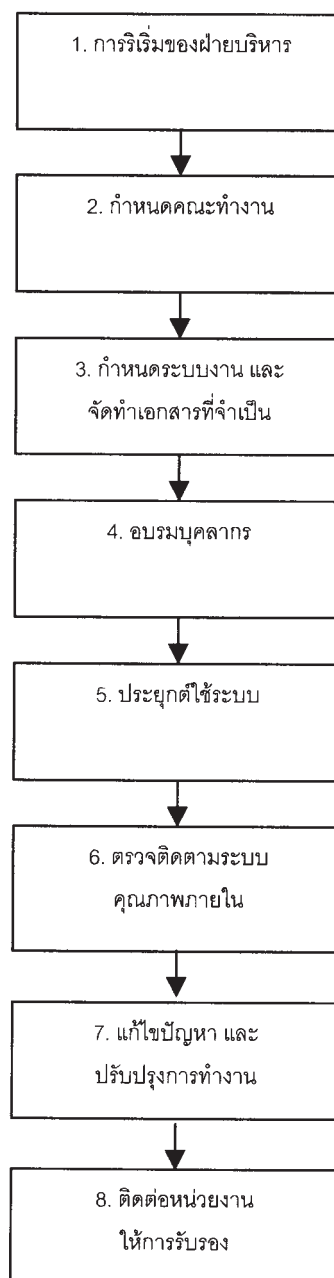 1. การริเริ่มของฝ่ายบริหาร
2. กำหนดคณะทำงาน
3. กำหนดระบบงาน และ
จัดทำเอกสารที่จำเป็น
4. อบรมบุคลากร
5. ประยุกต์ใช้ระบบ
6. ตรวจติดตามระบบ
คุณภาพภายใน
7. แก้ไขปัญหา และ
ปรับปรุงการทำงาน
8. ติดต่อหน่วยงาน
ให้การรับรอง